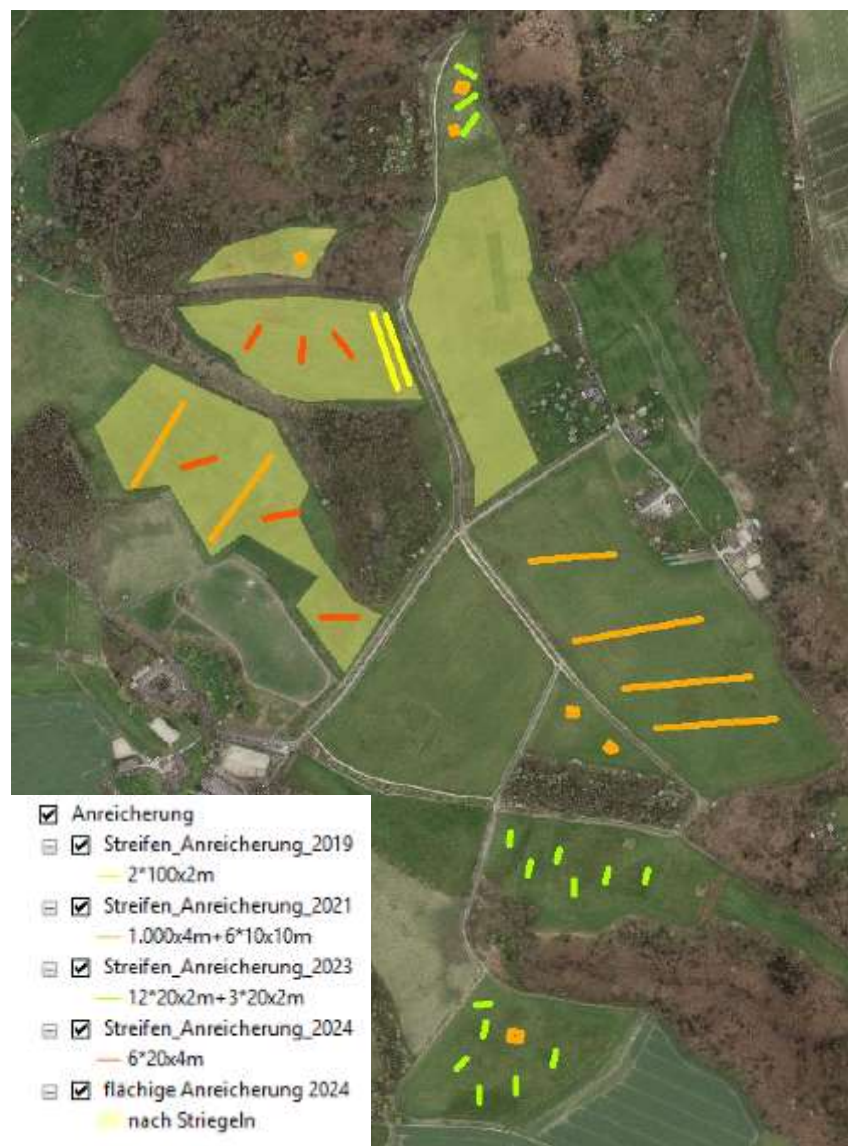 Anreicherung
Streifen_Anreicherung_2019
2*100x2m
Streifen_Anreicherung_2021
1.000x4m+6*10x10m
Streifen_Anreicherung_2023
12*20x2m+3*20x2m
Streifen_Anreicherung_2024
6*20x4m
flächige Anreicherung 2024
nach Striegeln